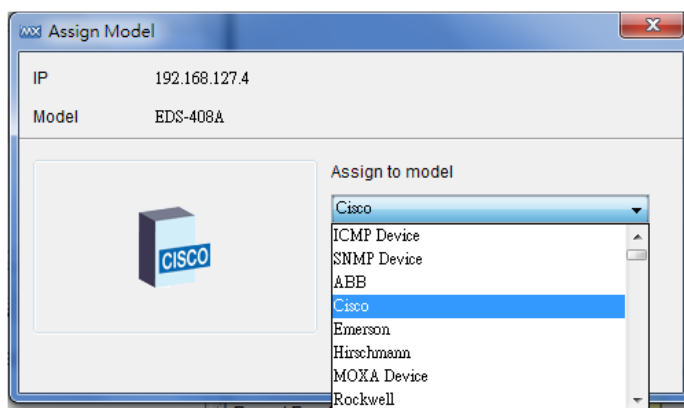 Assign Model
IP 192.168.127.4
Model EDS-408A
Assign to model
Cisco
CISCO
ICMP Device
SNMP Device
ABB
Cisco
Emerson
Hirschmann
MOXA Device
Rockwell